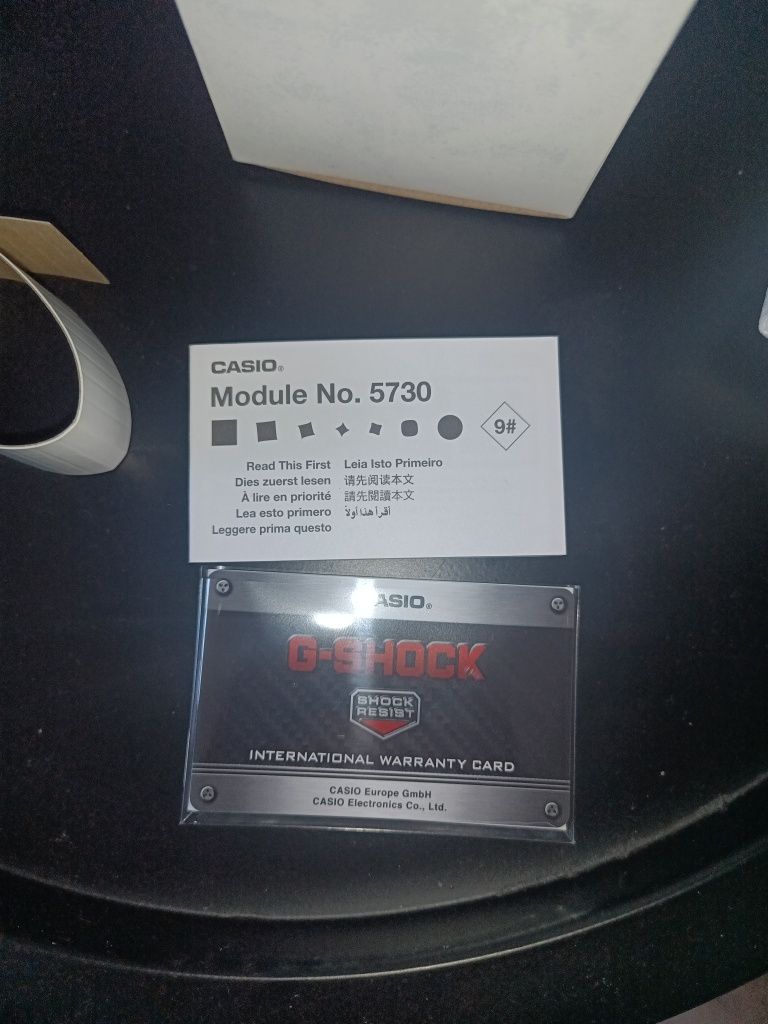 CASIO®
Module No. 5730
9#
Read This First
Leia Isto Primeiro
Dies zuerst lesen
请先阅读本文
À lire en priorité
請先閱讀本文
Lea esto primero
أقرأ هذا أولاً
Leggere prima questo
CASIO®
G-SHOCK
SHOCK
RESIST
INTERNATIONAL WARRANTY CARD
CASIO Europe GmbH
CASIO Electronics Co., Ltd.